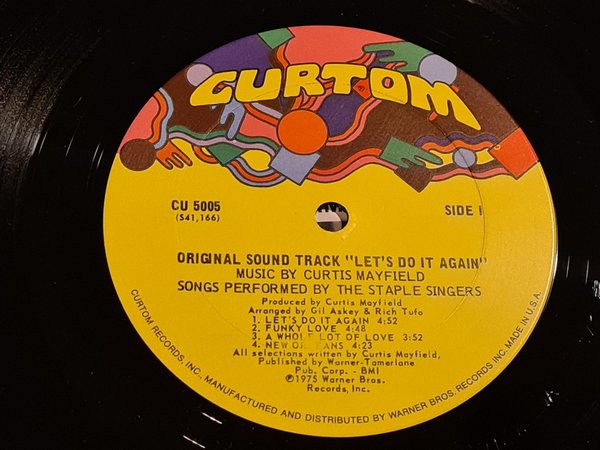 CURTOM
CU 5005
(S41,166)
SIDE 1
ORIGINAL SOUND TRACK "LET'S DO IT AGAIN"
MUSIC BY CURTIS MAYFIELD
SONGS PERFORMED BY THE STAPLE SINGERS
Produced by Curtis Mayfield
Arranged by Gil Askey & Rich Tufo
1. LET'S DO IT AGAIN 4:52
2. FUNKY LOVE 4:48
3. A WHOLE LOT OF LOVE 3:52
4. NEW ORLEANS 4:23
All selections written by Curtis Mayfield,
Published by Warner-Tamerlane
Pub. Corp. - BMI
℗1975 Warner Bros.
Records, Inc.
CURTOM RECORDS, INC. MANUFACTURED AND DISTRIBUTED BY WARNER BROS. RECORDS INC. MADE IN U.S.A.